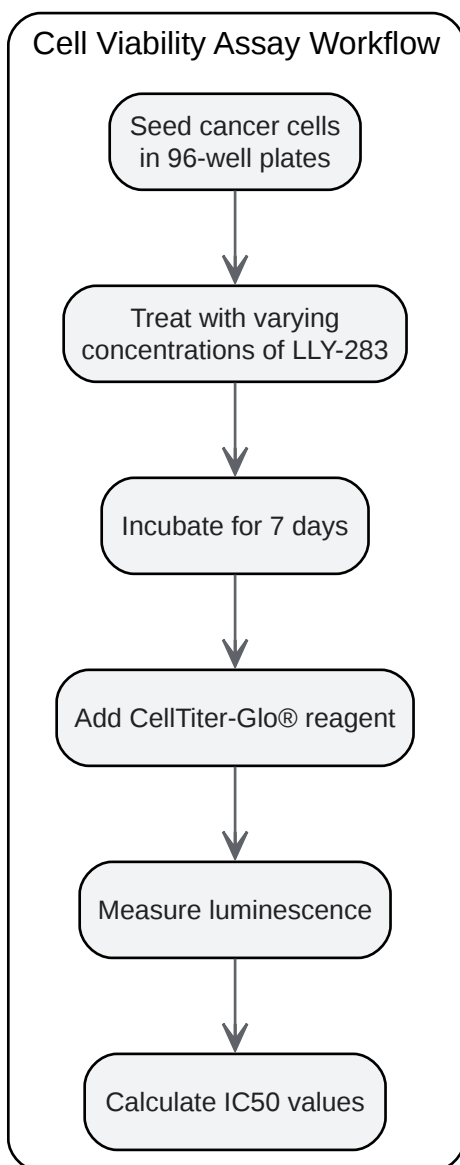 Cell Viability Assay Workflow
Seed cancer cells
in 96-well plates
Treat with varying
concentrations of LLY-283
Incubate for 7 days
Add CellTiter-Glo® reagent
Measure luminescence
Calculate IC50 values